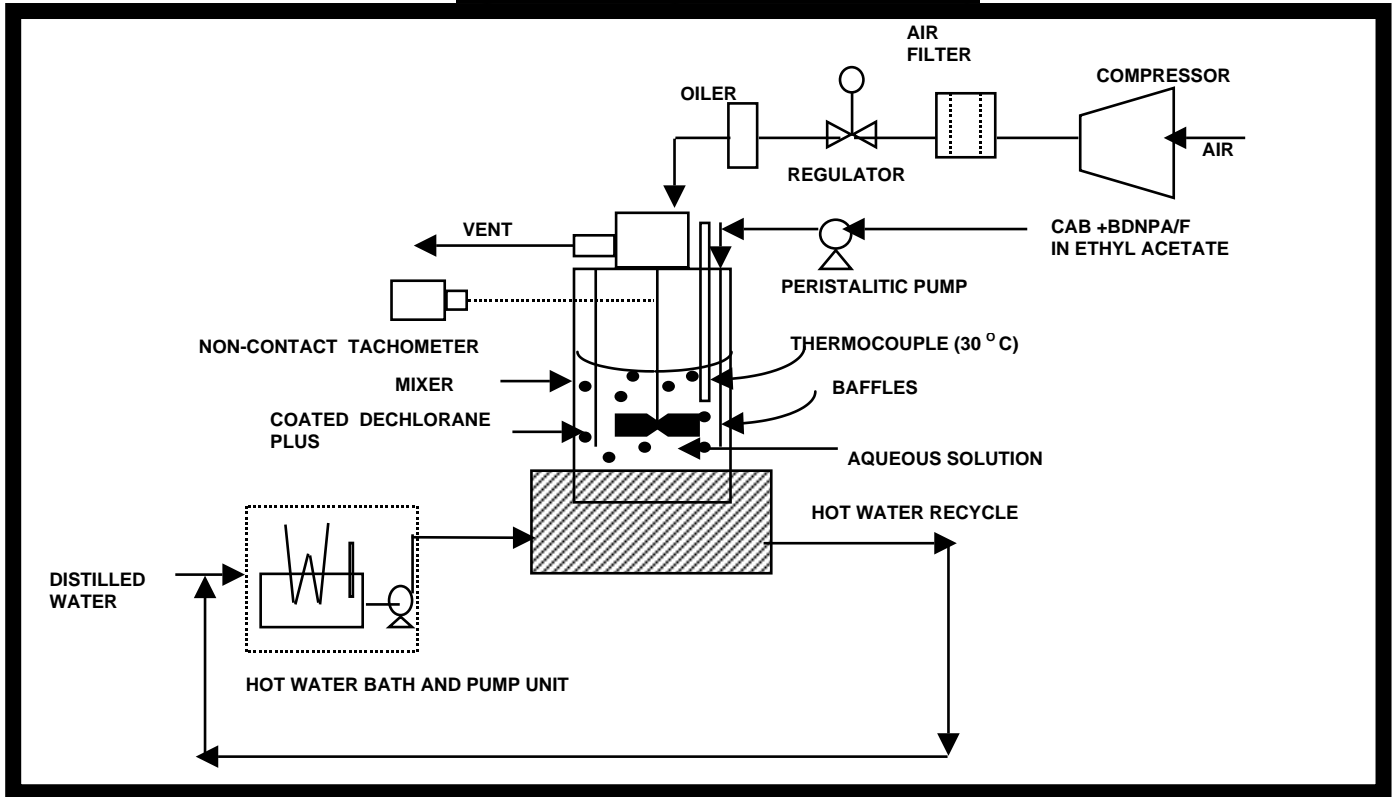 AIR
FILTER
COMPRESSOR
OILER
AIR
REGULATOR
VENT
CAB +BDNPA/F
IN ETHYL ACETATE
PERISTALITIC PUMP
NON-CONTACT TACHOMETER
THERMOCOUPLE (30 °C)
MIXER
BAFFLES
COATED DECHLORANE
PLUS
AQUEOUS SOLUTION
HOT WATER RECYCLE
DISTILLED
WATER
HOT WATER BATH AND PUMP UNIT